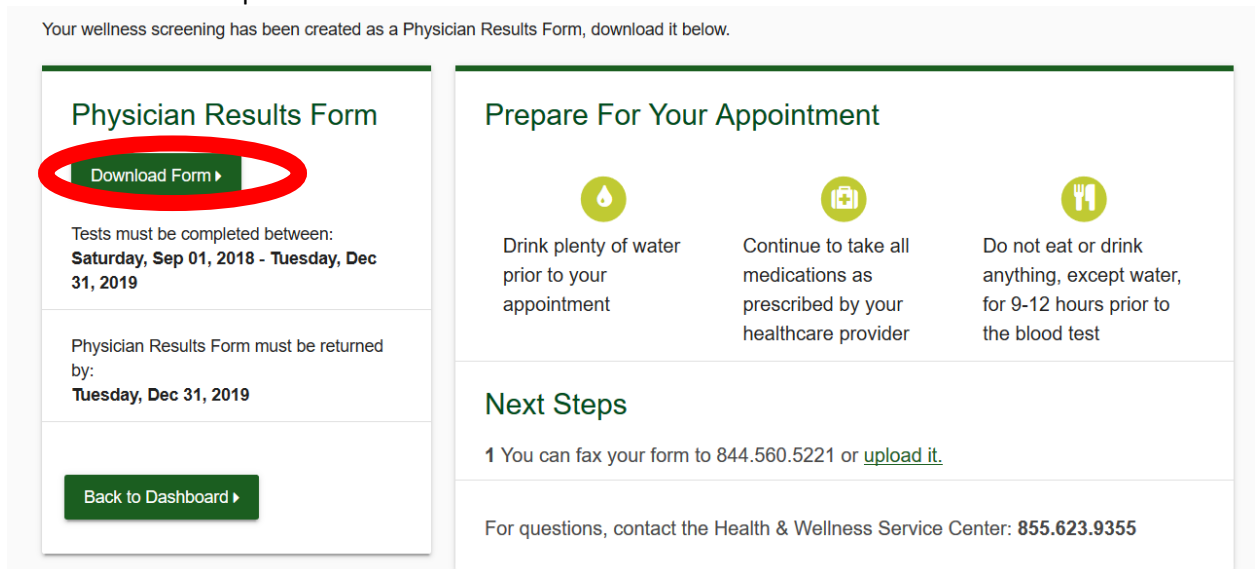 Your wellness screening has been created as a Physician Results Form, download it below.
Physician Results Form
Download Form
Tests must be completed between:
Saturday, Sep 01, 2018 - Tuesday, Dec
31, 2019
Physician Results Form must be returned
by:
Tuesday, Dec 31, 2019
Back to Dashboard
Prepare For Your Appointment
Drink plenty of water
prior to your
appointment
Continue to take all
medications as
prescribed by your
healthcare provider
Do not eat or drink
anything, except water,
for 9-12 hours prior to
the blood test
Next Steps
1 You can fax your form to 844.560.5221 or upload it.
For questions, contact the Health & Wellness Service Center: 855.623.9355